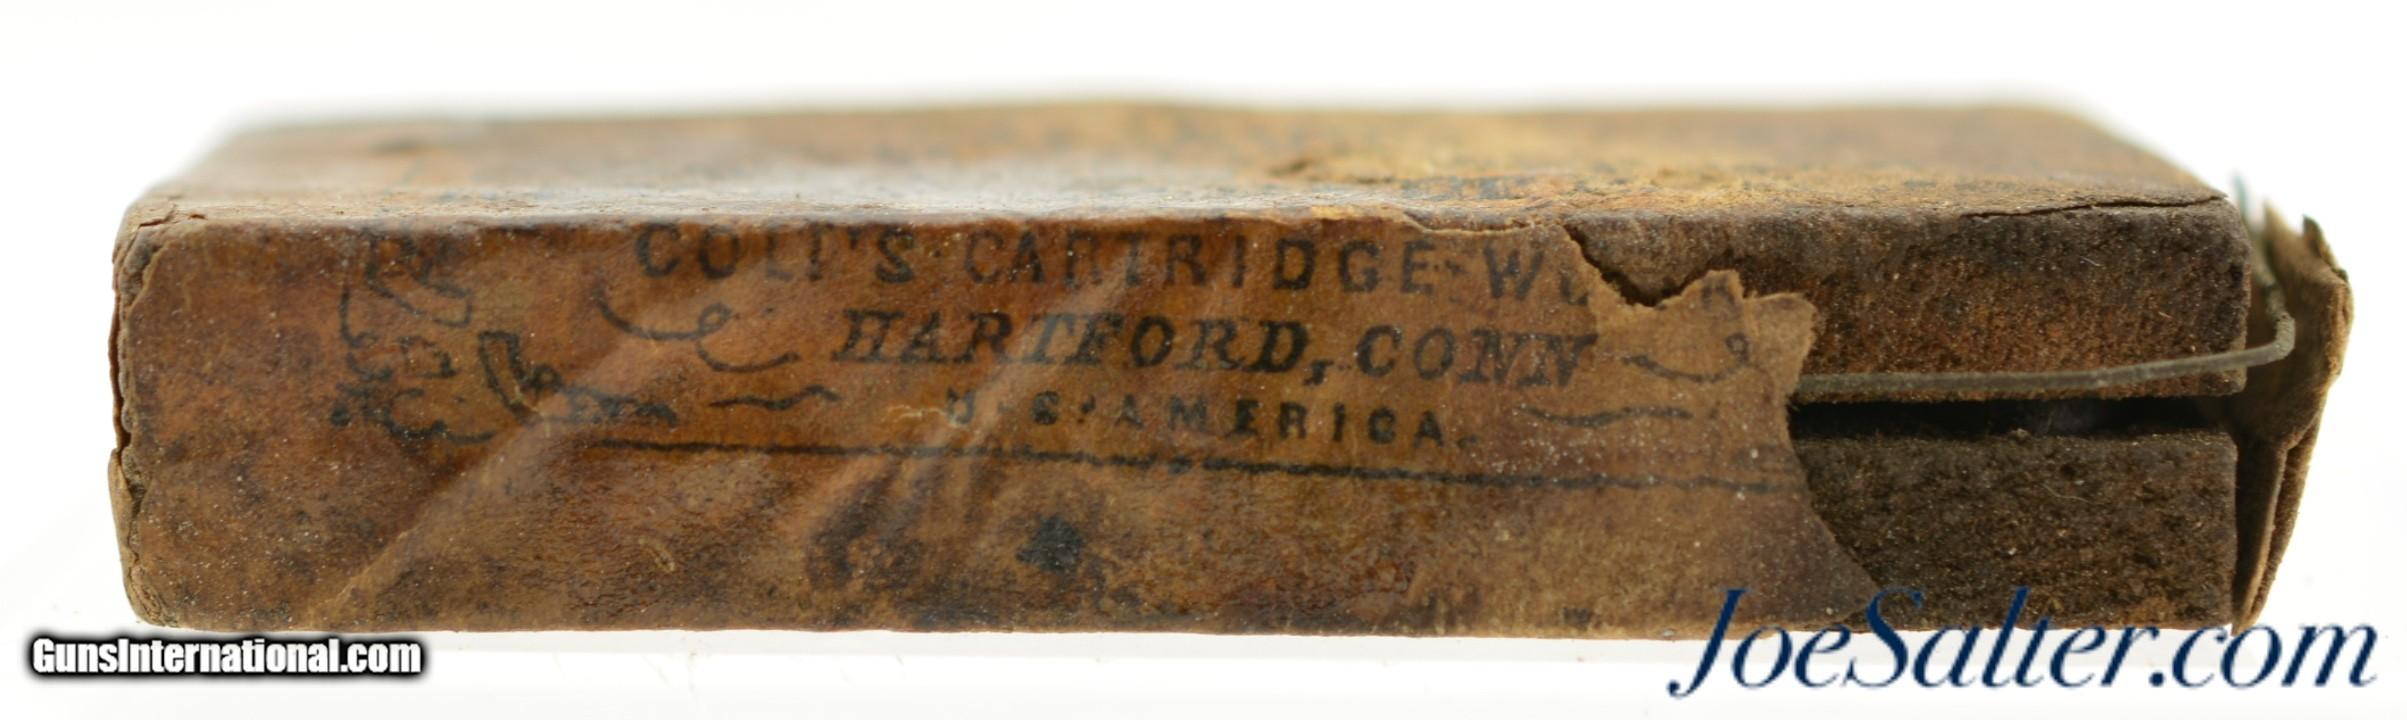 COLT'S CARTRIDGE
HARTFORD, CONN
U·S·AMERICA.
GunsInternational.com
JoeSalter.com